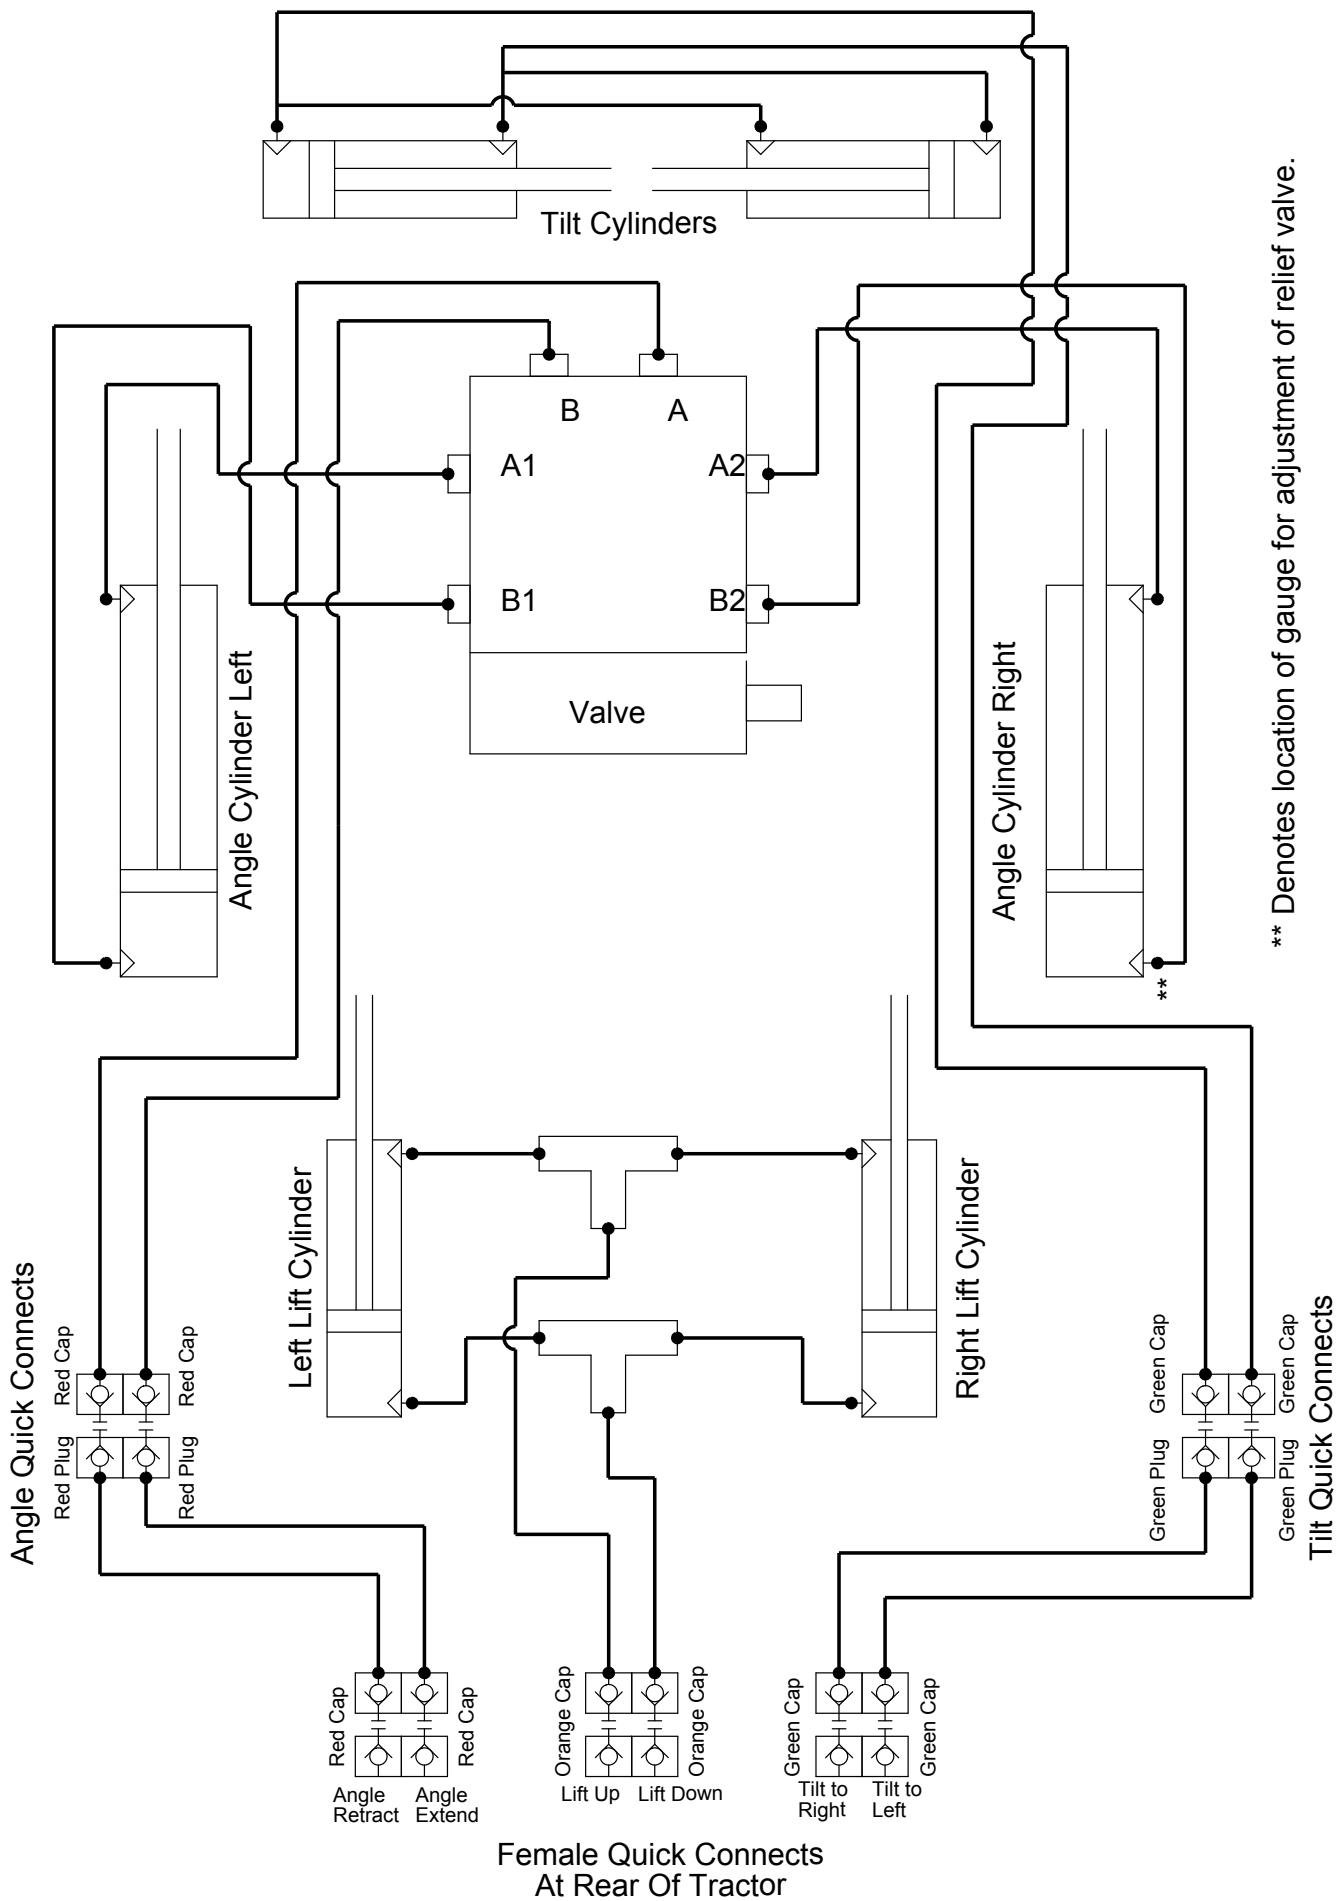 Tilt Cylinders
** Denotes location of gauge for adjustment of relief valve.
B
A
A1
A2
B1
B2
Valve
Angle Cylinder Left
Angle Cylinder Right
**
Left Lift Cylinder
Right Lift Cylinder
Angle Quick Connects
Red Cap
Red Cap
Red Plug
Red Plug
Green Cap
Green Cap
Green Plug
Green Plug
Tilt Quick Connects
Red Cap
Red Cap
Orange Cap
Orange Cap
Green Cap
Green Cap
Angle
Retract
Angle
Extend
Lift Up
Lift Down
Tilt to
Right
Tilt to
Left
Female Quick Connects
At Rear Of Tractor